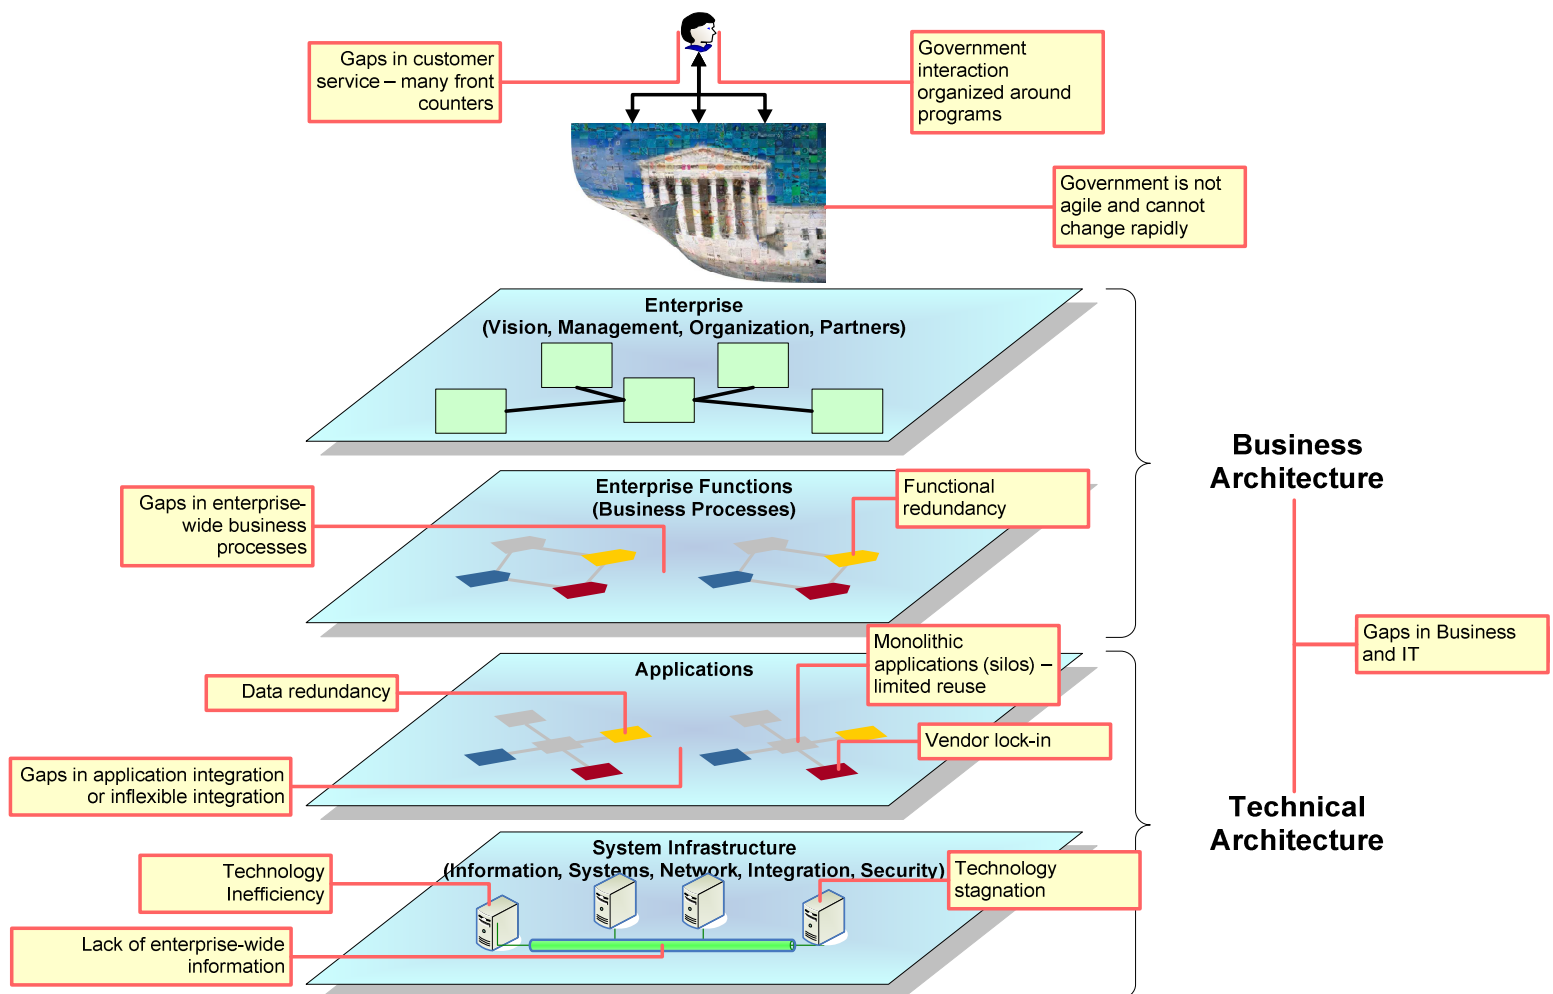 Gaps in customer
service – many front
counters
Government
interaction
organized around
programs
Government is not
agile and cannot
change rapidly
Enterprise
(Vision, Management, Organization, Partners)
Business
Architecture
Enterprise Functions
(Business Processes)
Gaps in enterprise-
wide business
processes
Functional
redundancy
Gaps in Business
and IT
Applications
Data redundancy
Monolithic
applications (silos) –
limited reuse
Vendor lock-in
Gaps in application integration
or inflexible integration
Technical
Architecture
System Infrastructure
(Information, Systems, Network, Integration, Security)
Technology
Inefficiency
Technology
stagnation
Lack of enterprise-wide
information